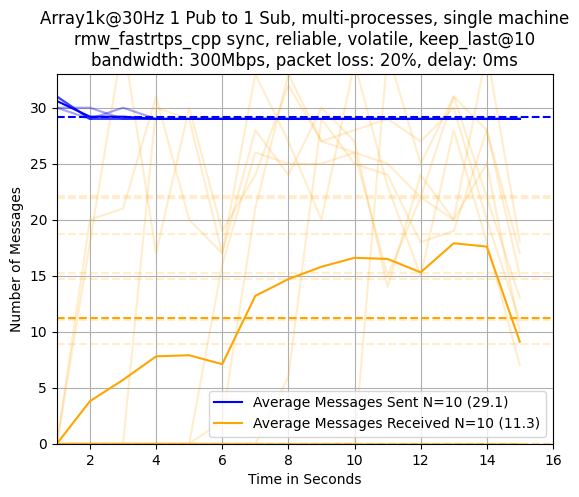 Array1k@30Hz 1 Pub to 1 Sub, multi-processes, single machine
rmw_fastrtps_cpp sync, reliable, volatile, keep_last@10
bandwidth: 300Mbps, packet loss: 20%, delay: 0ms
Number of Messages
30
25
20
15
10
5
0
Average Messages Sent N=10 (29.1)
Average Messages Received N=10 (11.3)
2
4
6
8
10
12
14
16
Time in Seconds